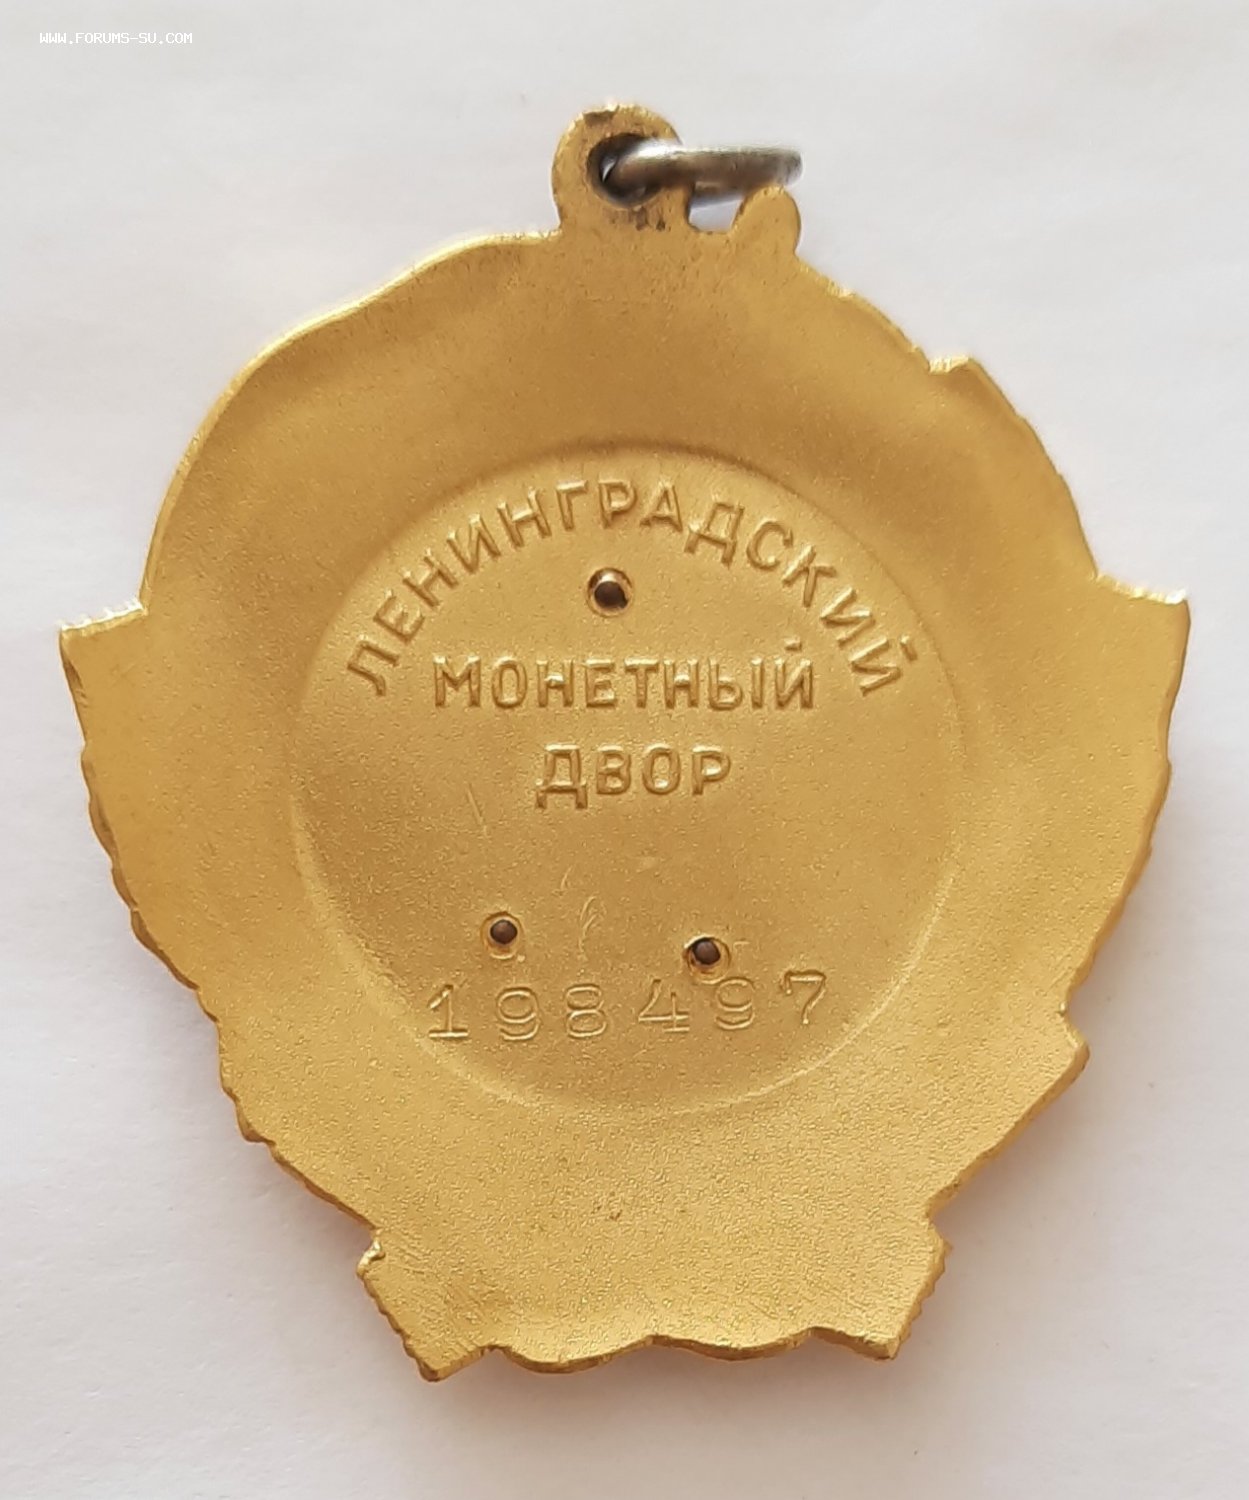 WWW.FORUMS-SU.COM
ЛЕНИНГРАДСКИЙ
МОНЕТНЫЙ
ДВОР
198497